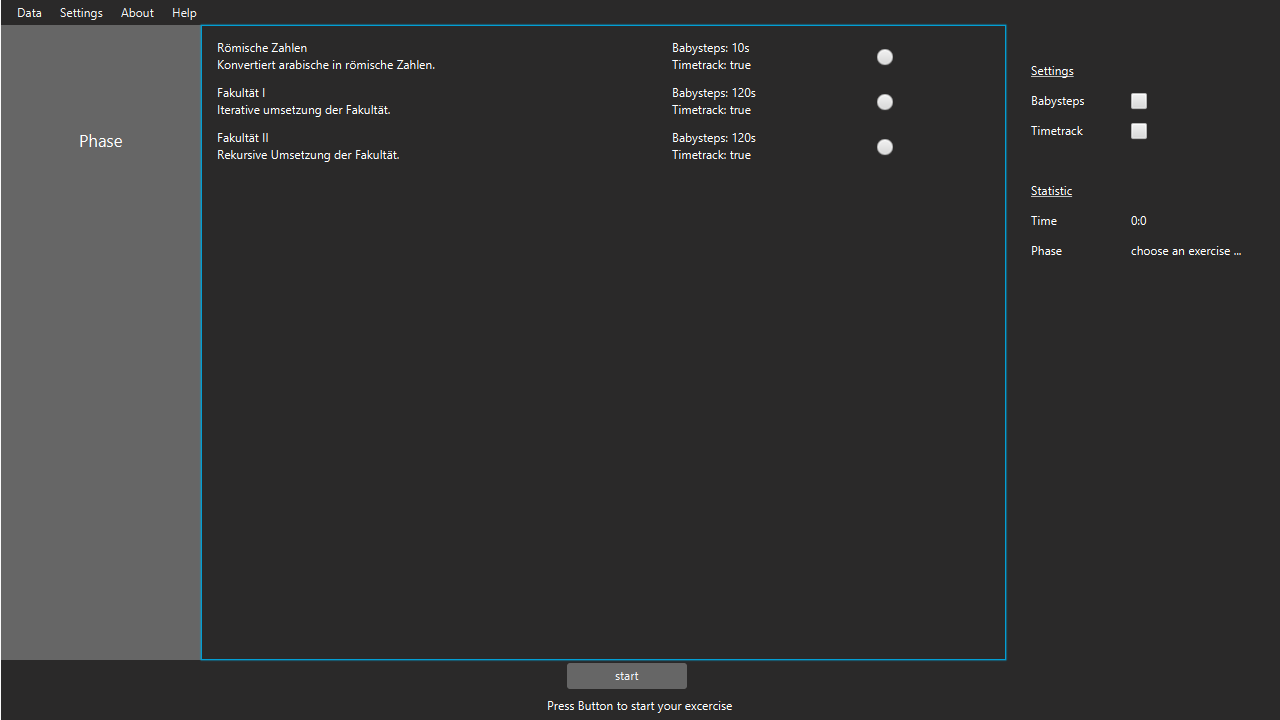 Data Settings About Help
Phase
Römische Zahlen
Konvertiert arabische in römische Zahlen.
Babysteps: 10s
Timetrack: true
Fakultät I
Iterative umsetzung der Fakultät.
Babysteps: 120s
Timetrack: true
Fakultät II
Rekursive Umsetzung der Fakultät.
Babysteps: 120s
Timetrack: true
Settings
Babysteps
Timetrack
Statistic
Time 0:0
Phase choose an exercise ...
start
Press Button to start your excercise